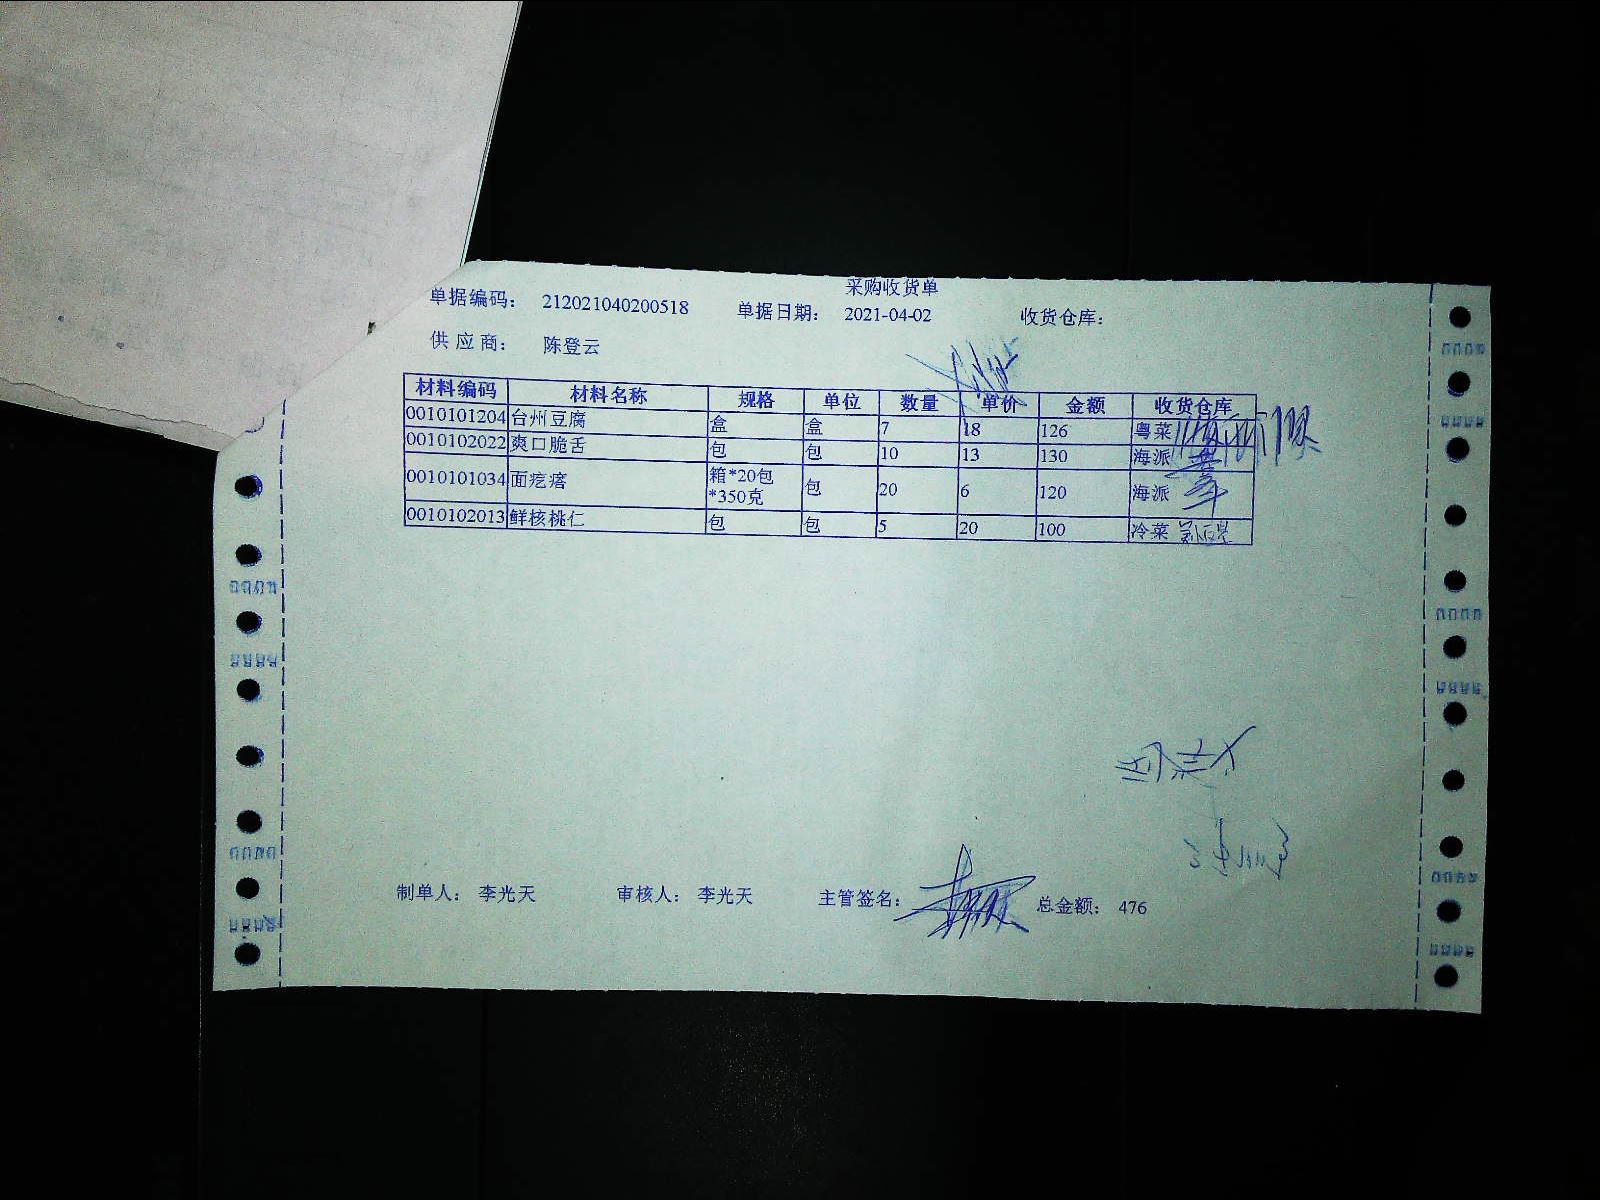 采购收货单
单据编码： 212021040200518 单据日期： 2021-04-02 收货仓库：
供应商： 陈登云
材料编码 材料名称 规格 单位 数量 单价 金额 收货仓库
0010101204 台州豆腐 盒 盒 7 18 126 粤菜
0010102022 爽口脆舌 包 包 10 13 130 海派
0010101034 面疙瘩 箱*20包 包 20 6 120 海派
*350克
0010102013 鲜核桃仁 包 包 5 20 100 冷菜
制单人： 李光天 审核人： 李光天 主管签名： 总金额： 476